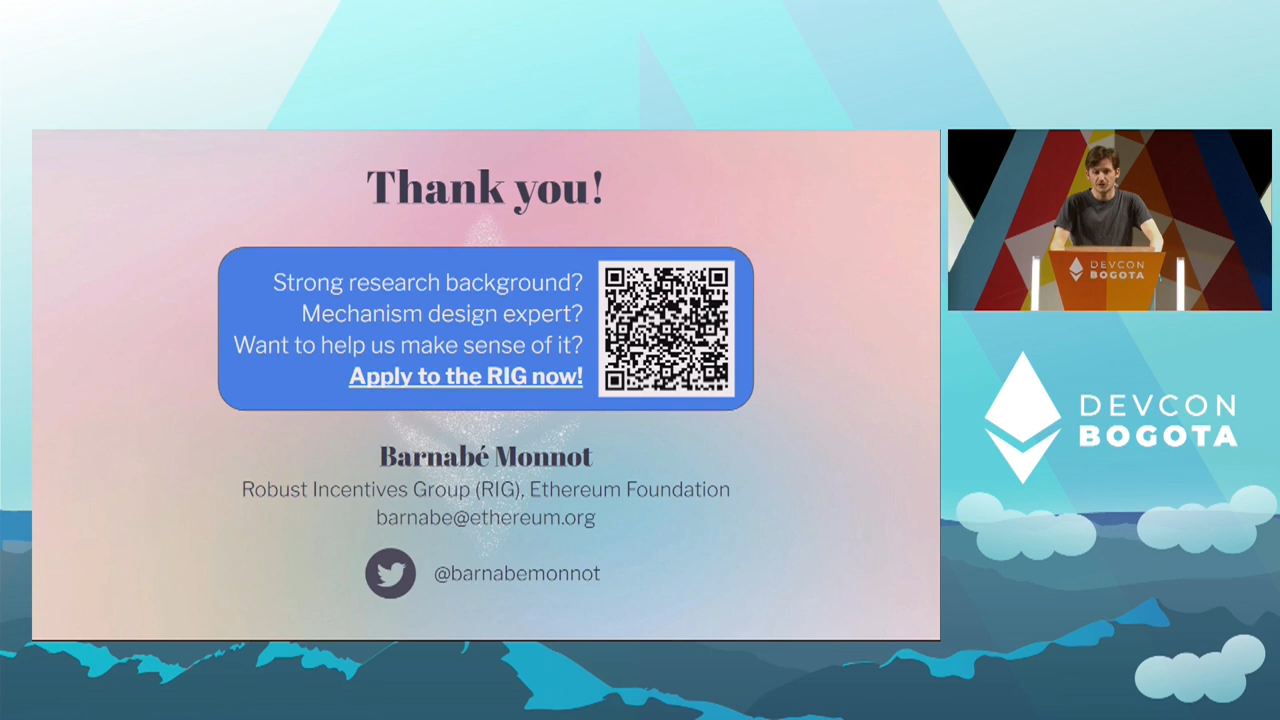 Thank you!
Strong research background?
Mechanism design expert?
Want to help us make sense of it?
Apply to the RIG now!
Barnabé Monnot
Robust Incentives Group (RIG), Ethereum Foundation
barnabe@ethereum.org
@barnabemonnot
DEVCON
BOGOTA
DEVCON
BOGOTA